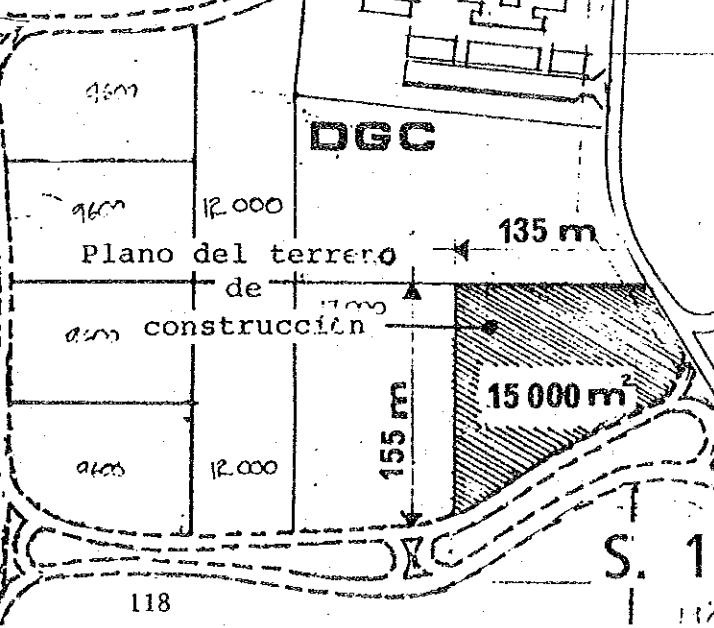 9600
DGC
9600
12.000
135 m
Plano del terreno
de
construcción
9600
15 000 m²
155 m
9600
12.000
S. 1
118